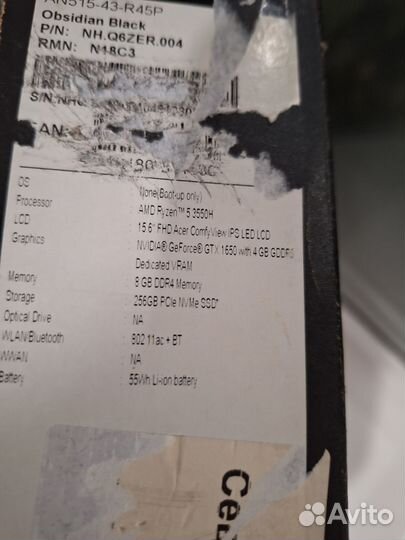 AN515-43-R45P
Obsidian Black
P/N: NH.Q6ZER.004
RMN: N18C3
S/N:NHQ
EAN:
OS : None(Boot-up only)
Processor : AMD Ryzen™ 5 3550H
LCD : 15.6" FHD Acer ComfyView IPS LED LCD
Graphics : NVIDIA® GeForce® GTX 1650 with 4 GB GDDR5
Dedicated VRAM
Memory : 8 GB DDR4 Memory
Storage : 256GB PCIe NVMe SSD*
Optical Drive : NA
WLAN/Bluetooth : 802.11ac + BT
WWAN : NA
Battery : 55Wh Li-ion battery
Сер
Avito